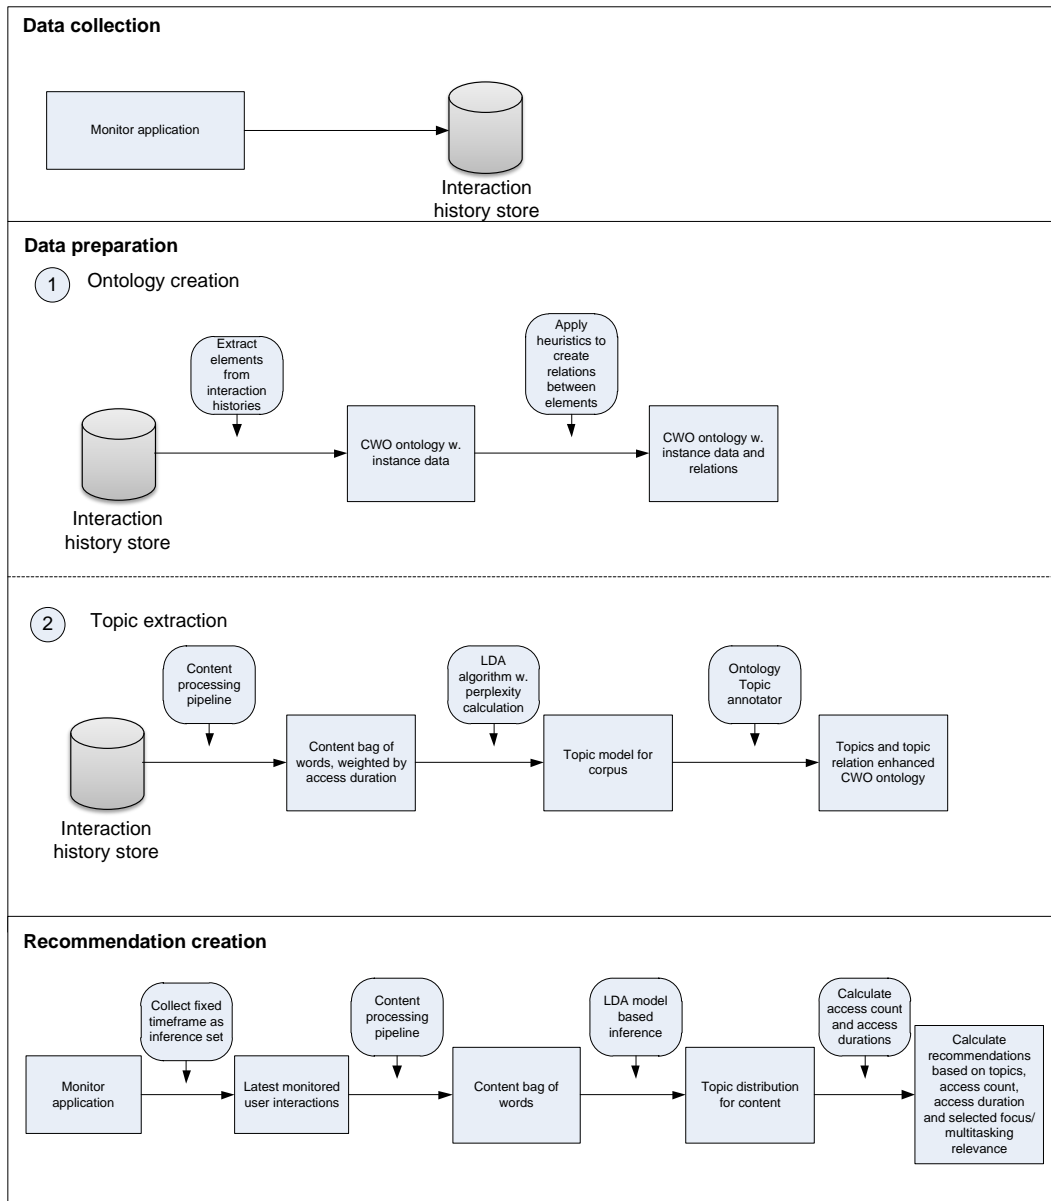 Data collection
Monitor application
Interaction
history store
Data preparation
1
Ontology creation
Extract
elements
from
interaction
histories
Apply
heuristics to
create
relations
between
elements
CWO ontology w.
instance data
CWO ontology w.
instance data and
relations
Interaction
history store
2
Topic extraction
Content
processing
pipeline
LDA
algorithm w.
perplexity
calculation
Ontology
Topic
annotator
Content bag of
words, weighted by
access duration
Topic model for
corpus
Topics and topic
relation enhanced
CWO ontology
Interaction
history store
Recommendation creation
Collect fixed
timeframe as
inference set
Content
processing
pipeline
LDA model
based
inference
Calculate
access count
and access
durations
Monitor
application
Latest monitored
user interactions
Content bag of
words
Topic distribution
for content
Calculate
recommendations
based on topics,
access count,
access duration
and selected focus/
multitasking
relevance